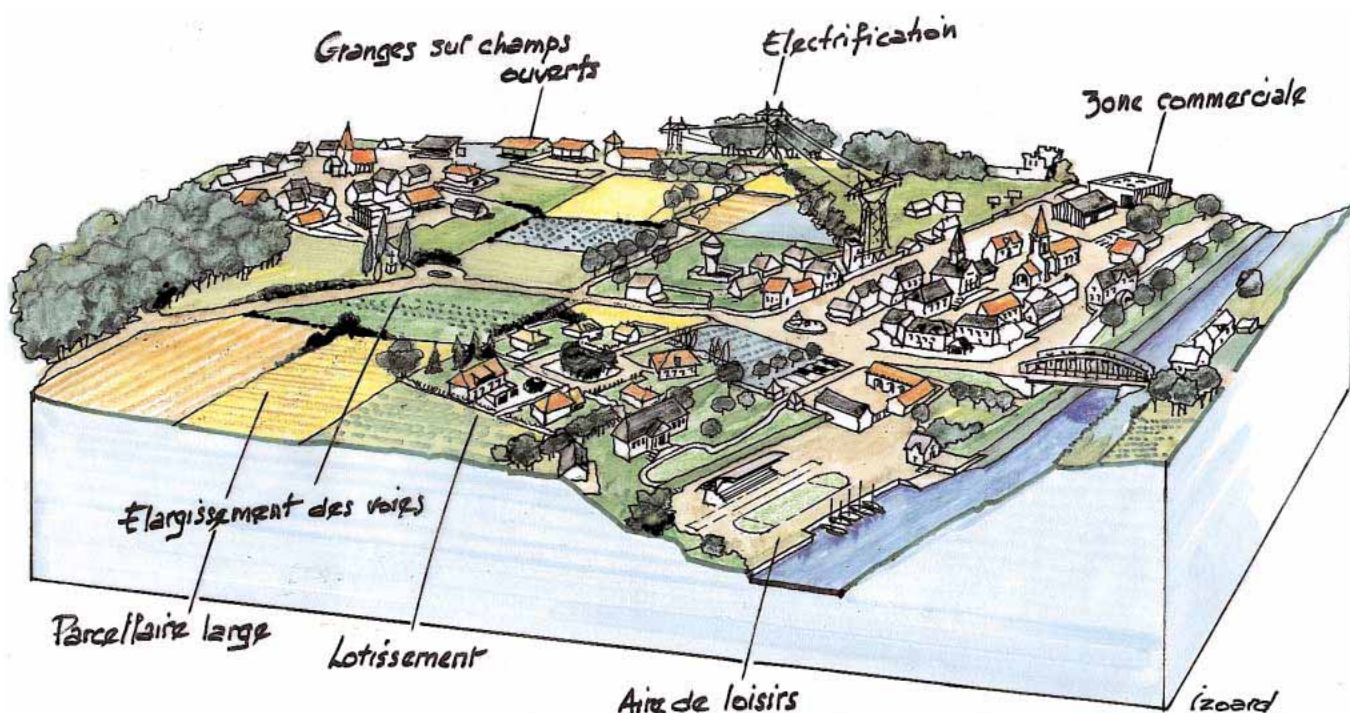 Granges sur champs
ouverts
Electrification
Zone commerciale
Elargissement des voies
Parcellaire large
Lotissement
Aire de loisirs
izoard